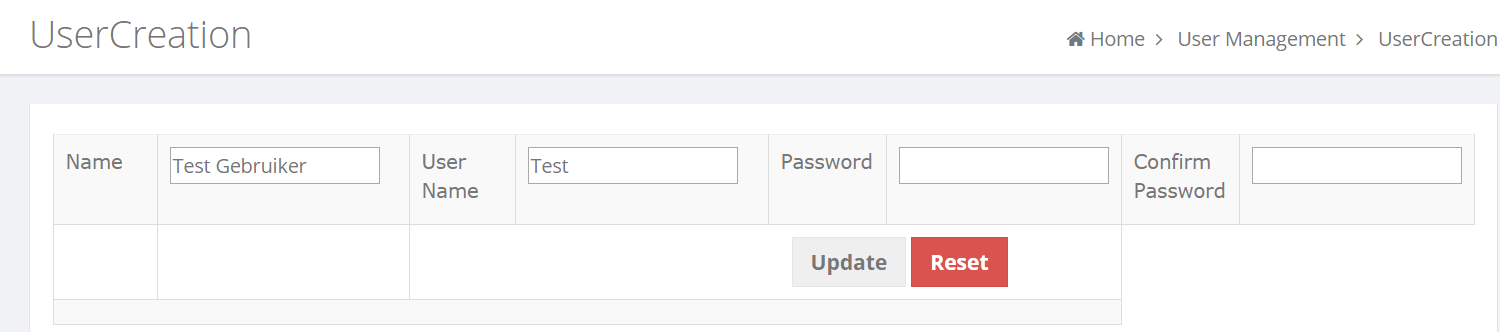 UserCreation
Home > User Management > UserCreation
Name Test Gebruiker User Name Test Password Confirm Password
Update Reset